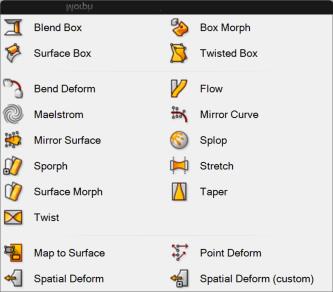 Morph
Blend Box
Box Morph
Surface Box
Twisted Box
Bend Deform
Flow
Maelstrom
Mirror Curve
Mirror Surface
Splop
Sporph
Stretch
Surface Morph
Taper
Twist
Map to Surface
Point Deform
Spatial Deform
Spatial Deform (custom)